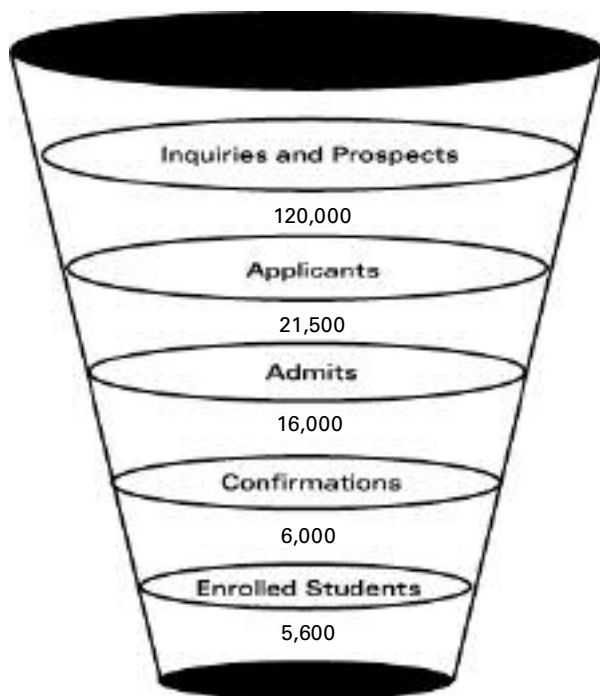 Inquiries and Prospects
120,000
Applicants
21,500
Admits
16,000
Confirmations
6,000
Enrolled Students
5,600